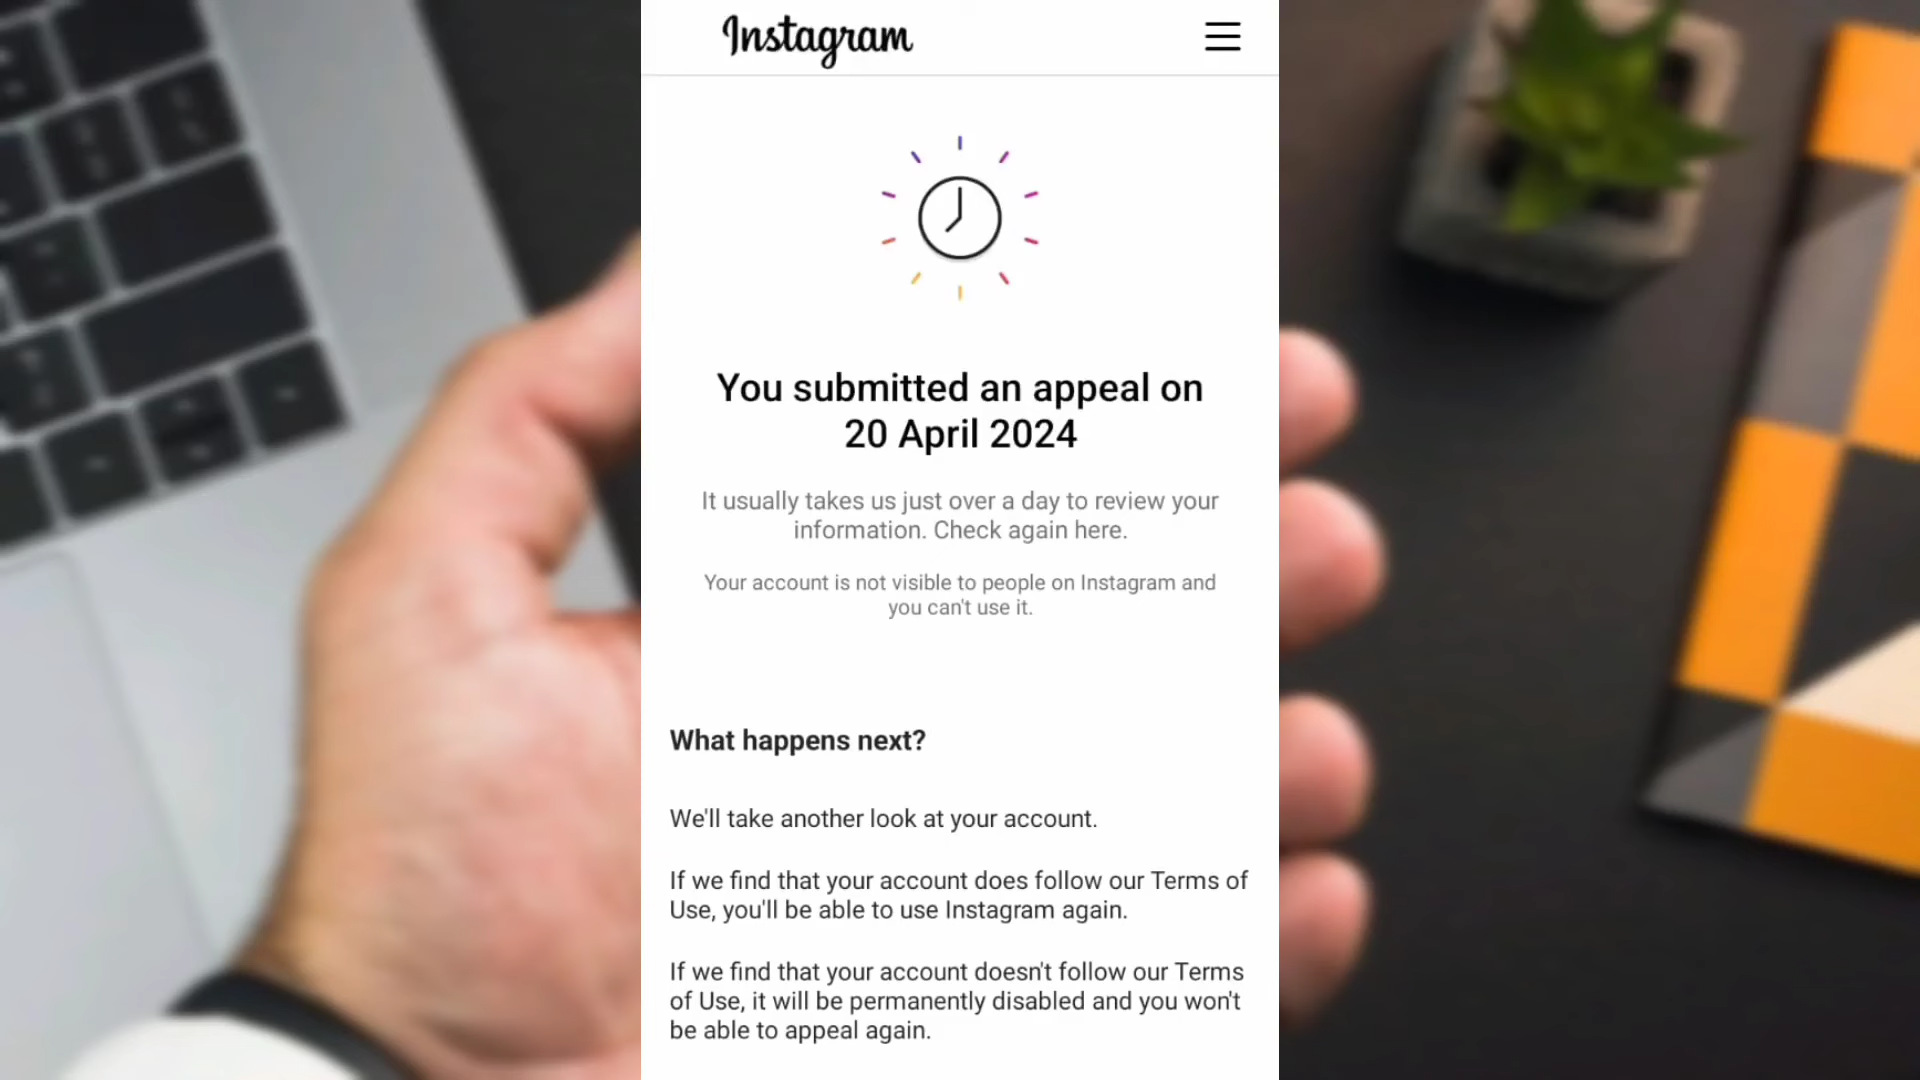 Instagram
You submitted an appeal on
20 April 2024
It usually takes us just over a day to review your
information. Check again here.
Your account is not visible to people on Instagram and
you can't use it.
What happens next?
We'll take another look at your account.
If we find that your account does follow our Terms of
Use, you'll be able to use Instagram again.
If we find that your account doesn't follow our Terms
of Use, it will be permanently disabled and you won't
be able to appeal again.